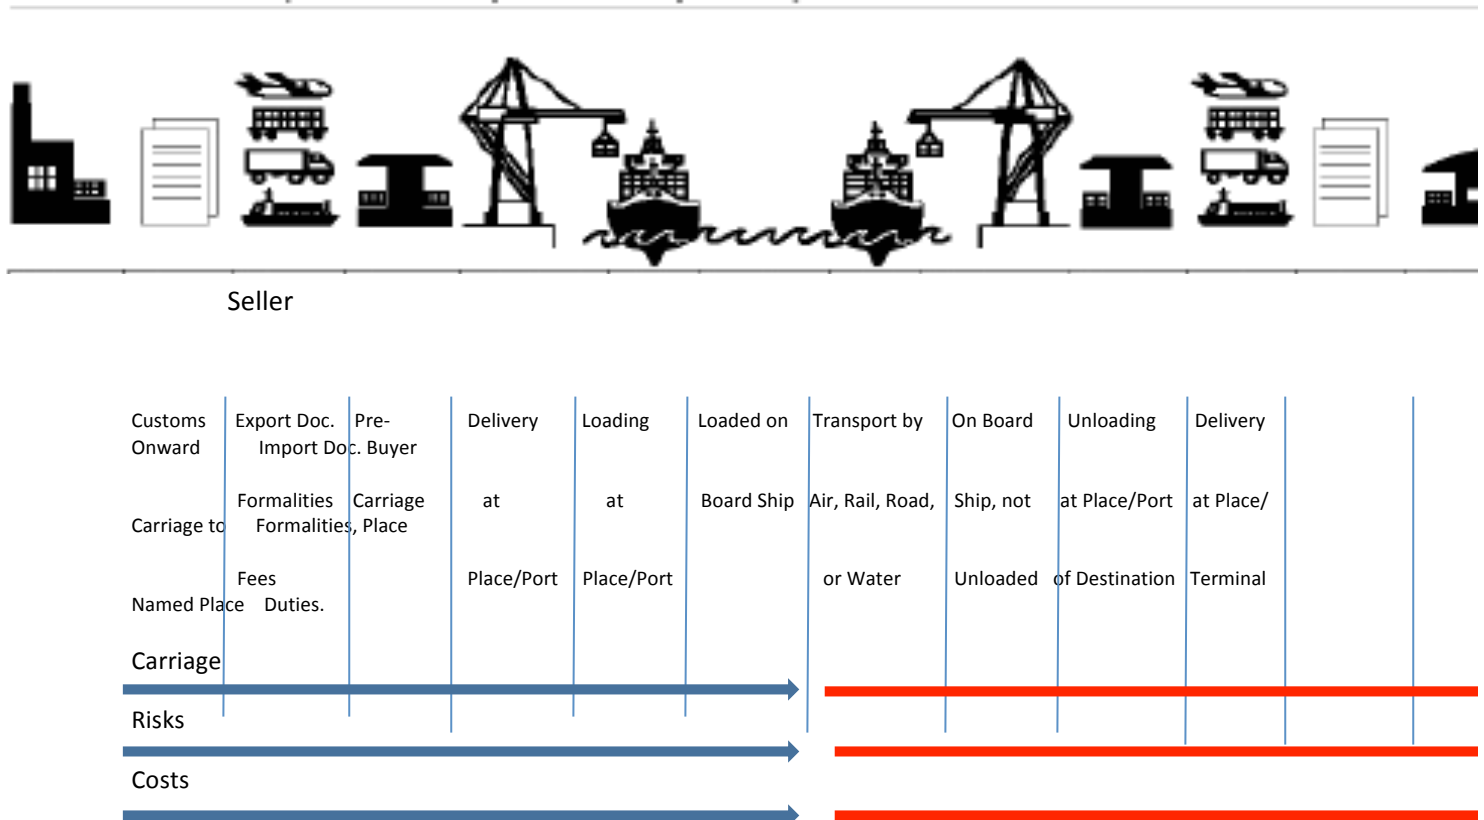 Seller
Customs Export Doc. Pre- Delivery Loading Loaded on Transport by On Board Unloading Delivery
Onward Import Doc. Buyer
Formalities Carriage at at Board Ship Air, Rail, Road, Ship, not at Place/Port at Place/
Carriage to Formalities, Place
Fees Place/Port Place/Port or Water Unloaded of Destination Terminal
Named Place Duties.
Carriage
Risks
Costs